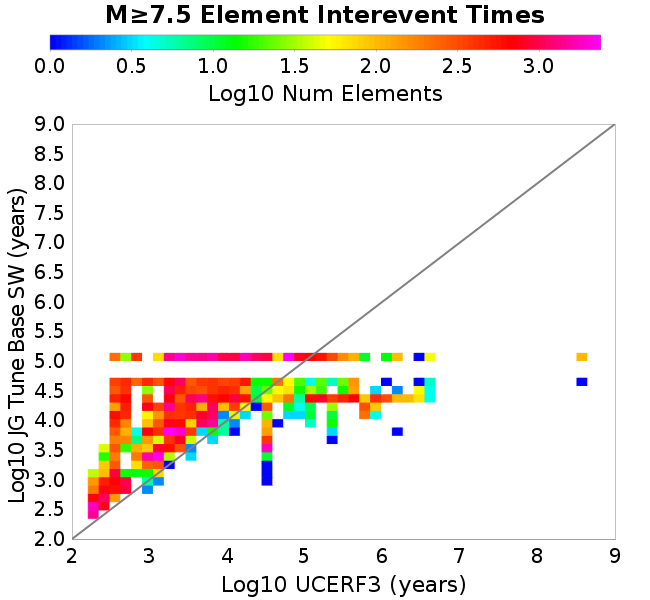 M≥7.5 Element Interevent Times
0.0 0.5 1.0 1.5 2.0 2.5 3.0
Log10 Num Elements
9.0
8.5
8.0
7.5
7.0
6.5
6.0
5.5
5.0
4.5
4.0
3.5
3.0
2.5
2.0
Log10 JG Tune Base SW (years)
2 3 4 5 6 7 8 9
Log10 UCERF3 (years)